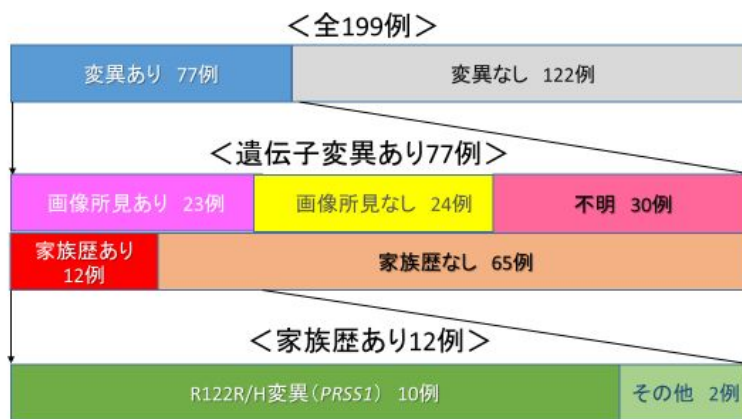 ＜全199例＞
変異あり 77例 変異なし 122例
＜遺伝子変異あり77例＞
画像所見あり 23例 画像所見なし 24例 不明 30例
家族歴あり
12例
家族歴なし 65例
＜家族歴あり12例＞
R122R/H変異（PRSS1） 10例 その他 2例